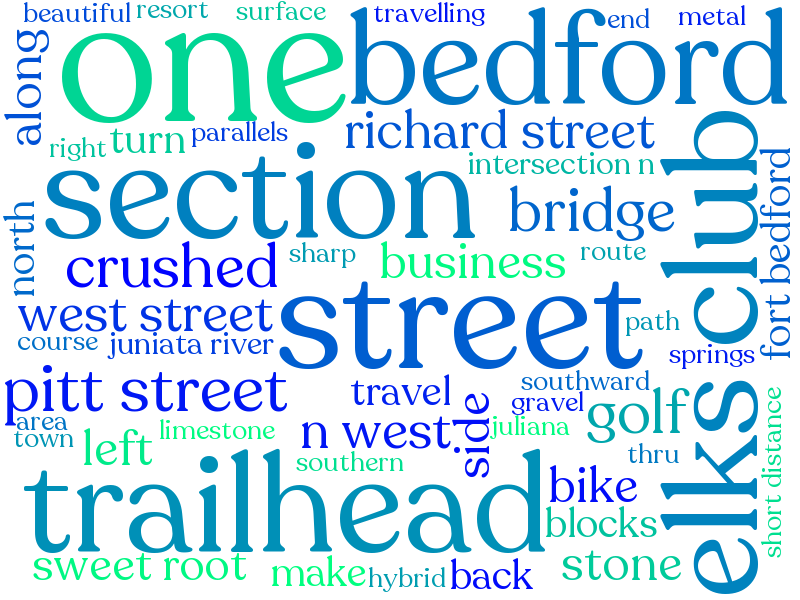 beautiful
resort
surface
travelling
end
metal
along
one
bedford
right
turn
parallels
richard street
section
intersection n
elks club
fort bedford
north
bridge
crushed
sharp
business
route
west street
street
path
course
juniata river
springs
pitt street
travel
southward
gravel
golf
area
town
left
limestone
n west
side
juliana
short distance
southern
thru
trailhead
bike
blocks
sweet root
make
hybrid
back
stone